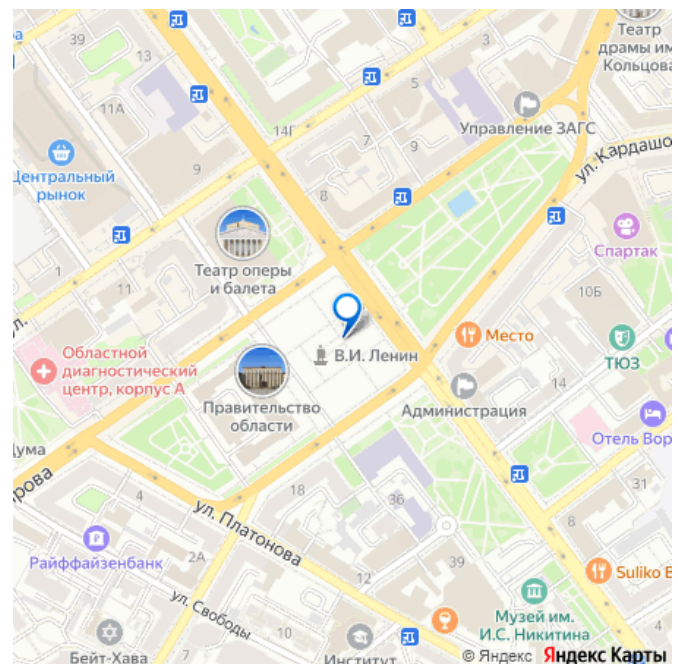 Театр
драмы им
Кольцова
39
3
11А
5
Управление ЗАГС
14Г
7
9
ул. Кардашо
Центральный
рынок
9
8
Спартак
Театр оперы
и балета
1
11
10Б
ул.
Место
ТЮЗ
Областной
диагностический
центр, корпус А
В.И. Ленин
14
Правительство
области
Администрация
Отель Вор
Дума
рова
4
18
36
31
ул. Платонова
8
Райффайзенбанк
2А
39
12
Suliko
ул. Свободы
Музей им.
И.С. Никитина
7
10
Бейт-Хава
Институт
© Яндекс Яндекс Карты